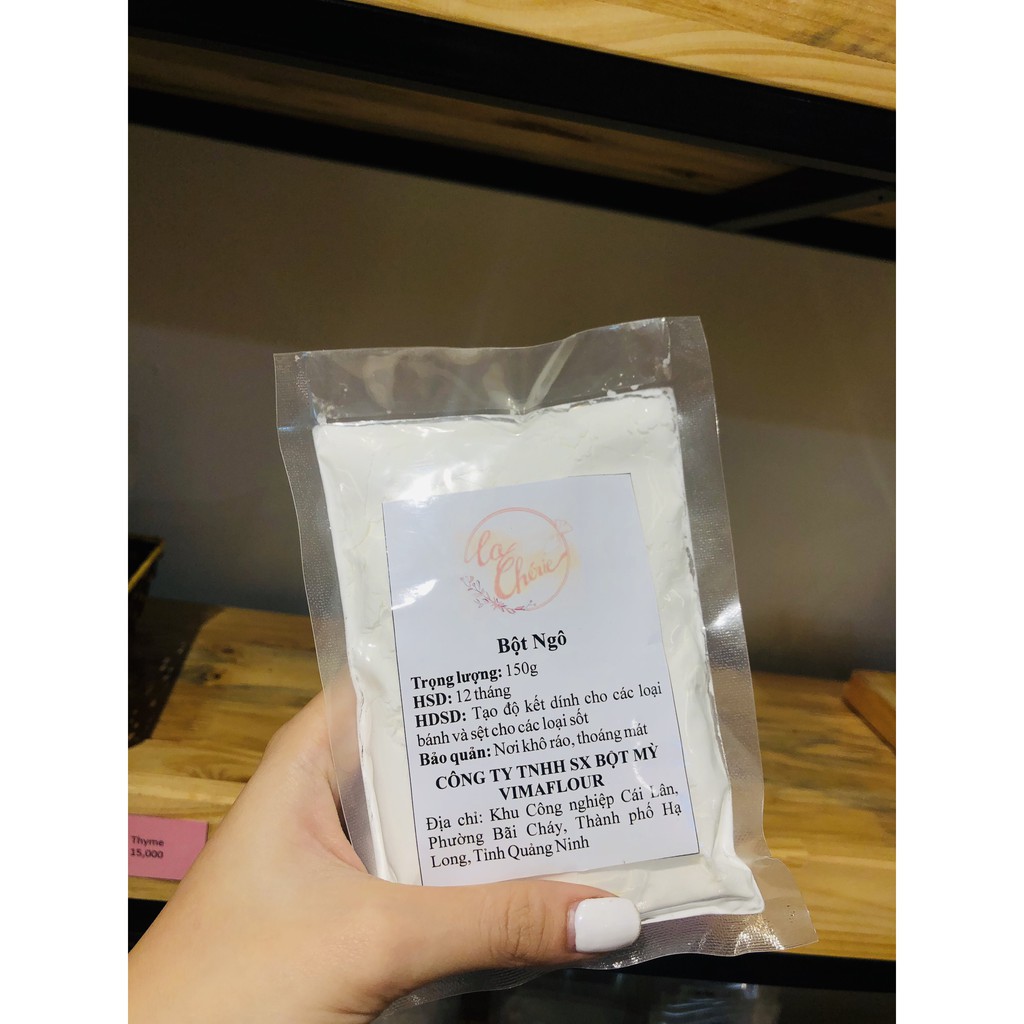 La
Chérie
Bột Ngô
Trọng lượng: 150g
HSD: 12 tháng
HDSD: Tạo độ kết dính cho các loại
bánh và sệt cho các loại sốt
Bảo quản: Nơi khô ráo, thoáng mát
CÔNG TY TNHH SX BỘT MỲ
VIMAFLOUR
Địa chỉ: Khu Công nghiệp Cái Lân,
Phường Bãi Cháy, Thành phố Hạ
Long, Tỉnh Quảng Ninh
Thyme
15,000